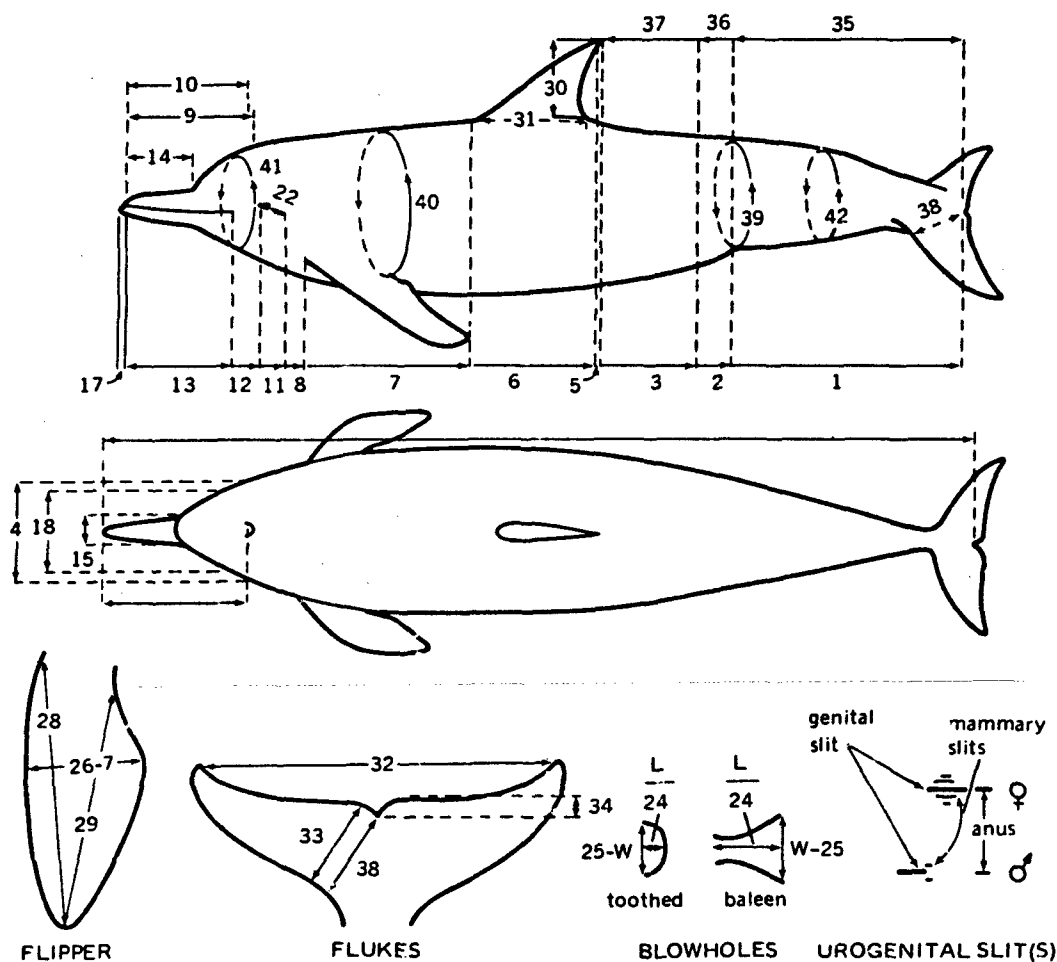 37 36 35
10
9
30
31
14
41
22
40
39
42
38
17 13 12 11 8 7 6 5 3 2 1
4 18
15
28
26-7
29
32
34
33
38
L
24
L
24
25-W
W-25
toothed
baleen
genital
slit
mammary
slits
♀
anus
♂
FLIPPER
FLUKES
BLOWHOLES
UROGENITAL SLIT(S)